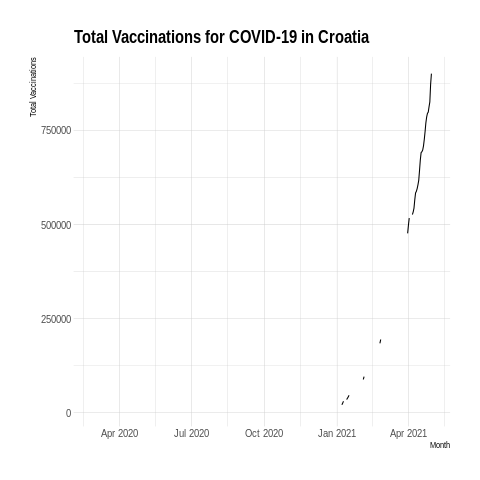 Total Vaccinations for COVID-19 in Croatia
Total Vaccinations
750000
500000
250000
0
Apr 2020 Jul 2020 Oct 2020 Jan 2021 Apr 2021
Month